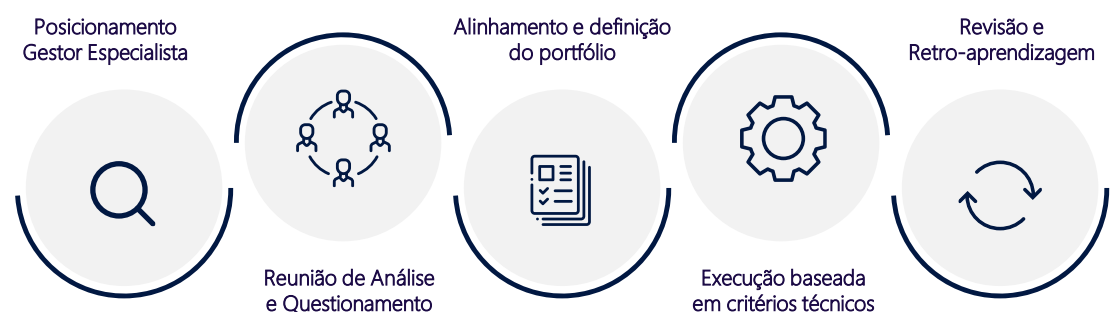 Posicionamento
Gestor Especialista
Reunião de Análise
e Questionamento
Alinhamento e definição
do portfólio
Execução baseada
em critérios técnicos
Revisão e
Retro-aprendizagem